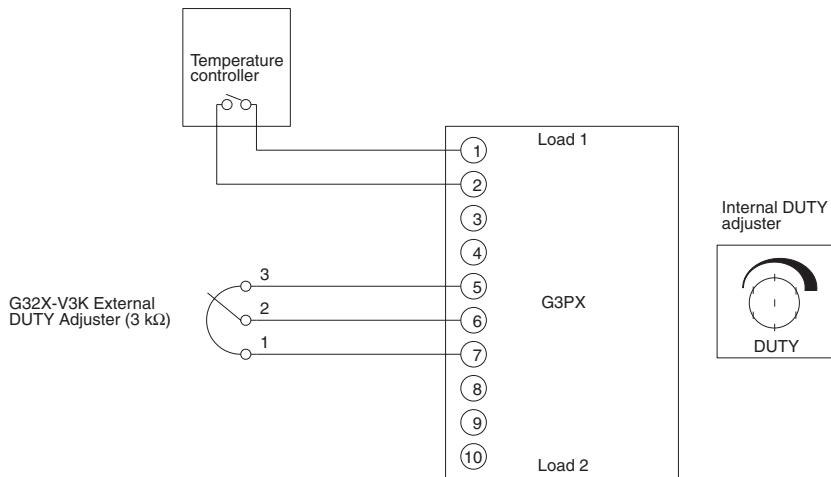 Temperature
controller
Load 1
1
2
3
4
5
6
7
8
9
10
G3PX
Load 2
3
2
1
G32X-V3K External
DUTY Adjuster (3 kΩ)
Internal DUTY
adjuster
DUTY